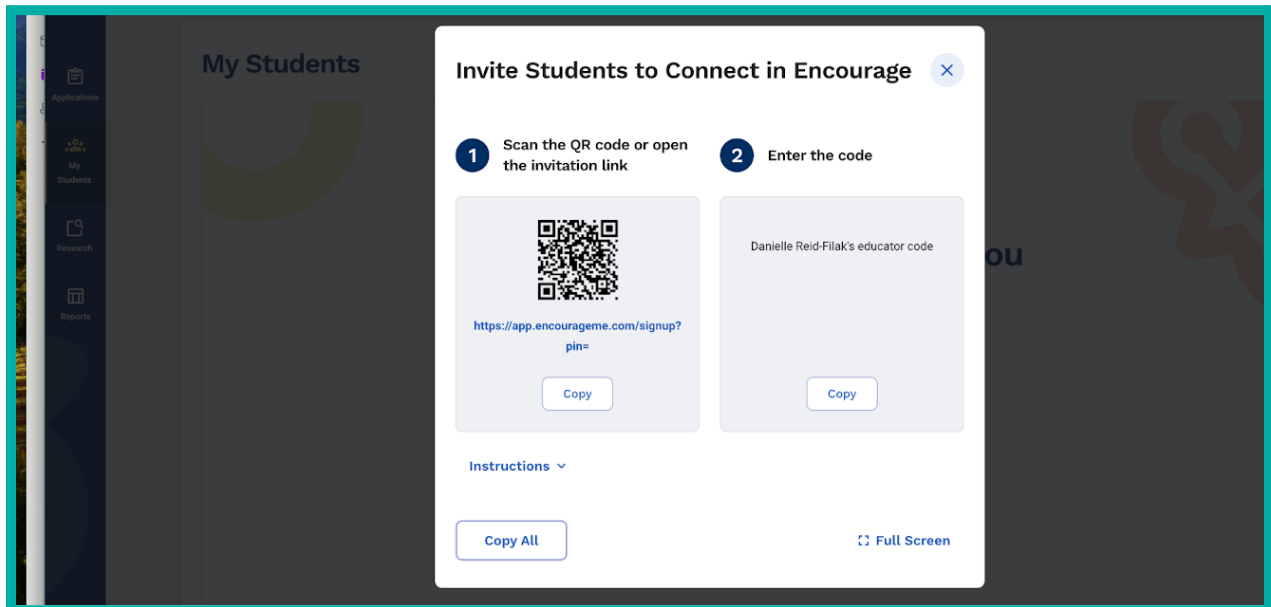 Applications
My
Students
Research
Reports
My Students
ou
Invite Students to Connect in Encourage
1
Scan the QR code or open
the invitation link
https://app.encourageme.com/signup?
pin=
Copy
2
Enter the code
Danielle Reid-Filak's educator code
Copy
Instructions
Copy All
Full Screen